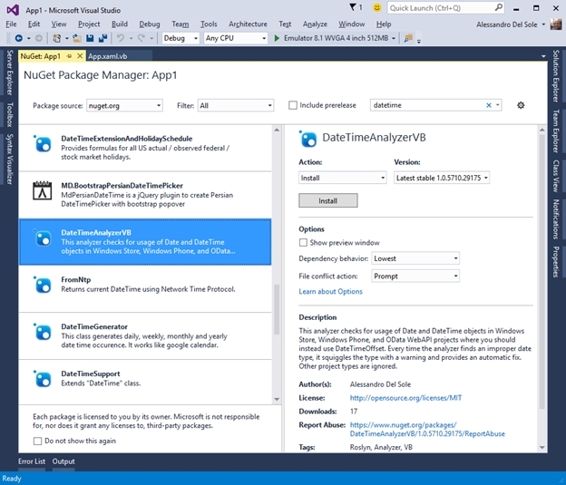 App1 - Microsoft Visual Studio
1
Quick Launch (Ctrl+Q)
File Edit View Project Build Debug Team Tools Architecture Test Analyze Window Help
Alessandro Del Sole
Debug Any CPU Emulator 8.1 WVGA 4 inch 512MB
Server Explorer
Toolbox
Syntax Visualizer
NuGet: App1 App.xaml.vb
NuGet Package Manager: App1
Package source: nuget.org Filter: All Include prerelease datetime
DateTimeExtensionAndHolidySchedule
Provides formulas for all US actual / observed federal /
stock market holidays.
MD.BootstrapPersianDateTimePicker
MdPersianDateTime is a jQuery plugin to create Persian
DateTimePicker with bootstrap popover
DateTimeAnalyzerVB
This analyzer checks for usage of Date and DateTime
objects in Windows Store, Windows Phone, and OData...
FromNtp
Returns current DateTime using Network Time Protocol.
DateTimeGenerator
This class generates daily, weekly, monthly and yearly
date time occurence. It works like google calendar.
DateTimeSupport
Extends "DateTime" class.
Each package is licensed to you by its owner. Microsoft is not responsible
for, nor does it grant any licenses to, third-party packages.
Do not show this again
DateTimeAnalyzerVB
Action: Version:
Install Latest stable 1.0.5710.29175
Install
Options
Show preview window
Dependency behavior: Lowest
File conflict action: Prompt
Learn about Options
Description
This analyzer checks for usage of Date and DateTime objects in Windows
Store, Windows Phone, and OData WebAPI projects where you should
instead use DateTimeOffset. Every time the analyzer finds an improper date
type, it squiggles the type with a warning and provides an automatic fix.
Other project types are ignored.
Author(s): Alessandro Del Sole
License: http://opensource.org/licenses/MIT
Downloads: 17
Report Abuse: https://www.nuget.org/packages/
DateTimeAnalyzerVB/1.0.5710.29175/ReportAbuse
Tags: Roslyn, Analyzer, VB
Solution Explorer
Team Explorer
Class View
Notifications
Properties
Error List Output
Ready